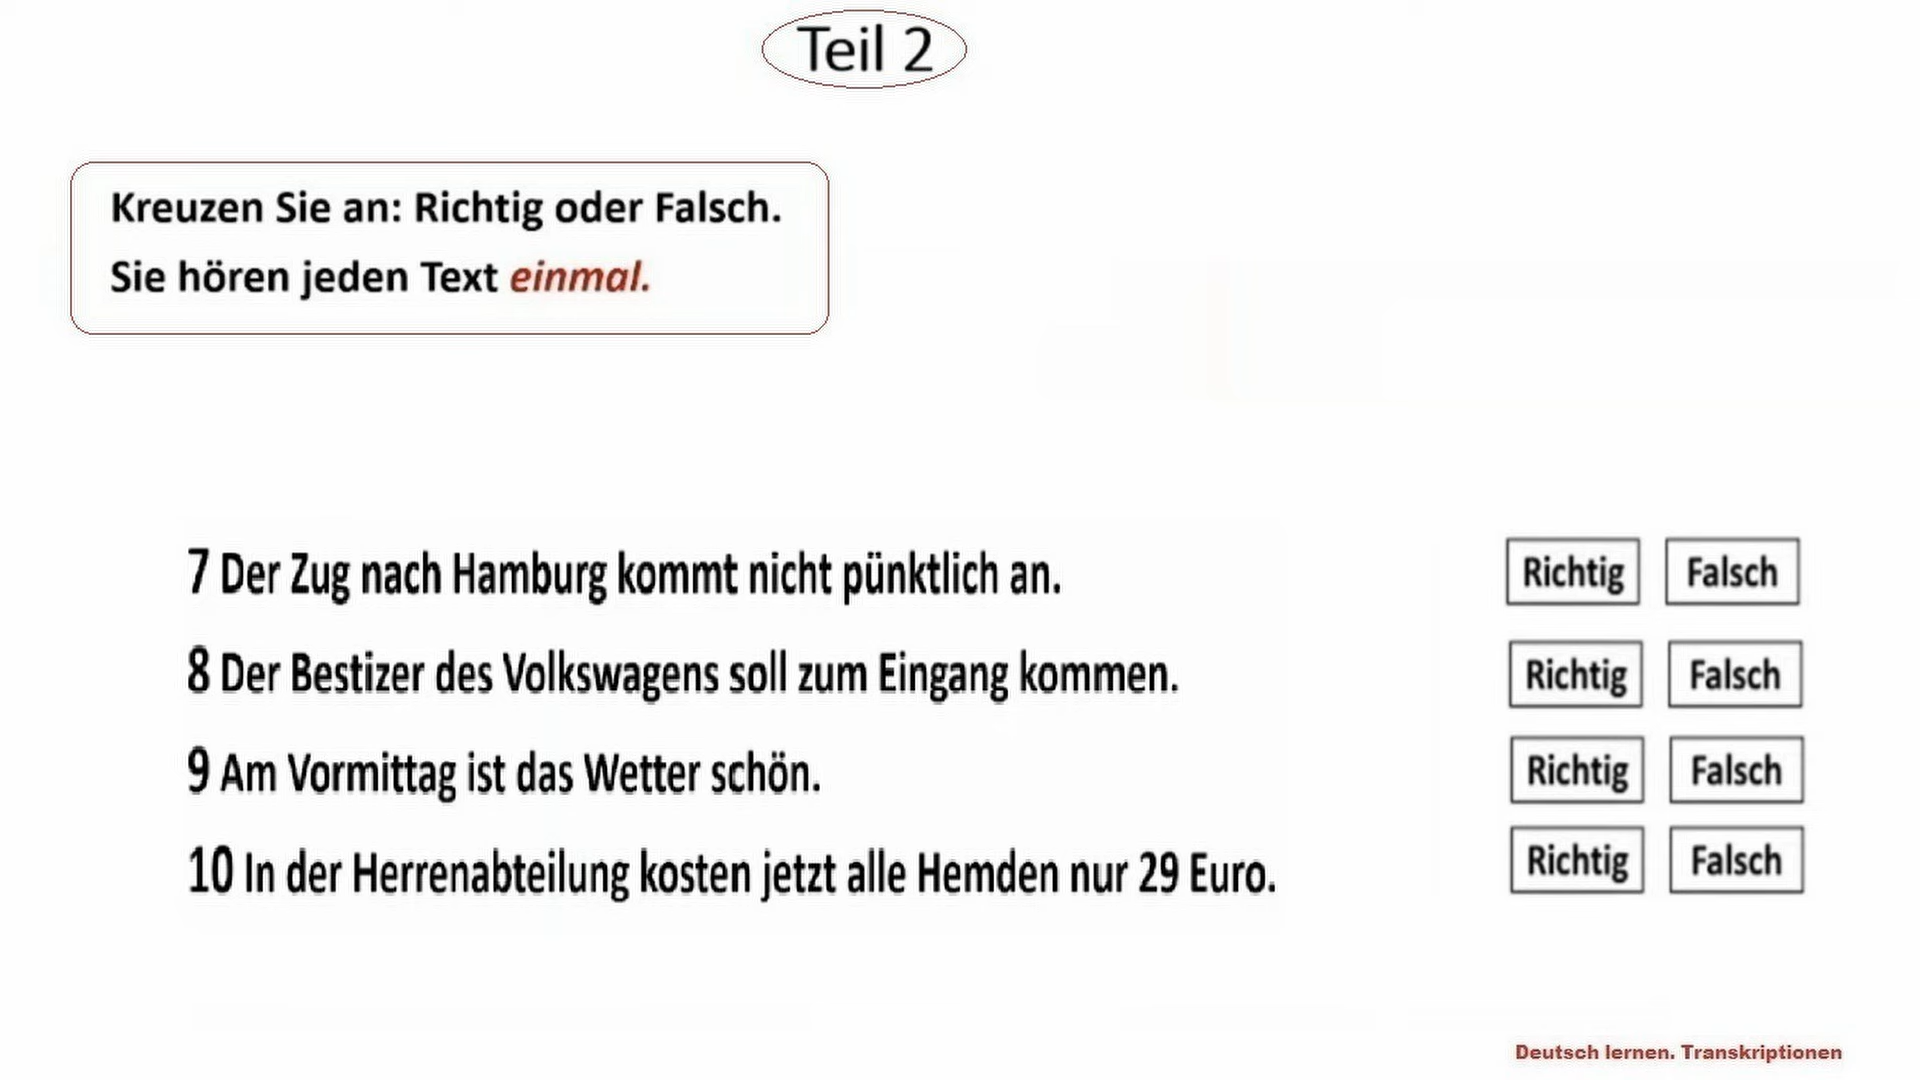 Teil 2
Kreuzen Sie an: Richtig oder Falsch.
Sie hören jeden Text einmal.
7 Der Zug nach Hamburg kommt nicht pünktlich an. Richtig Falsch
8 Der Bestizer des Volkswagens soll zum Eingang kommen. Richtig Falsch
9 Am Vormittag ist das Wetter schön. Richtig Falsch
10 In der Herrenabteilung kosten jetzt alle Hemden nur 29 Euro. Richtig Falsch
Deutsch lernen. Transkriptionen